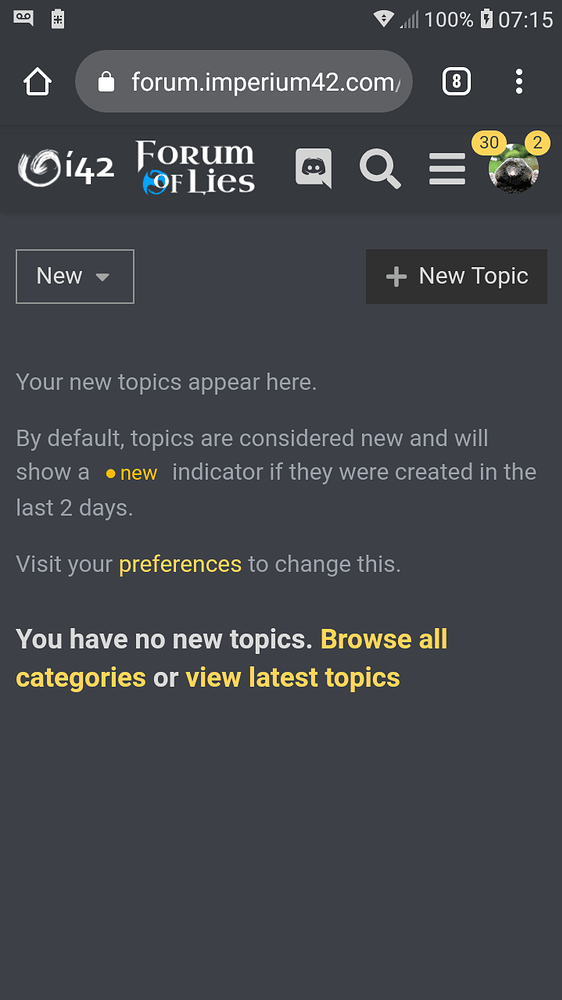 100% 07:15
forum.imperium42.com/ 8
i42 Forum of Lies 30 2
New + New Topic
Your new topics appear here.
By default, topics are considered new and will
show a • new indicator if they were created in the
last 2 days.
Visit your preferences to change this.
You have no new topics. Browse all
categories or view latest topics